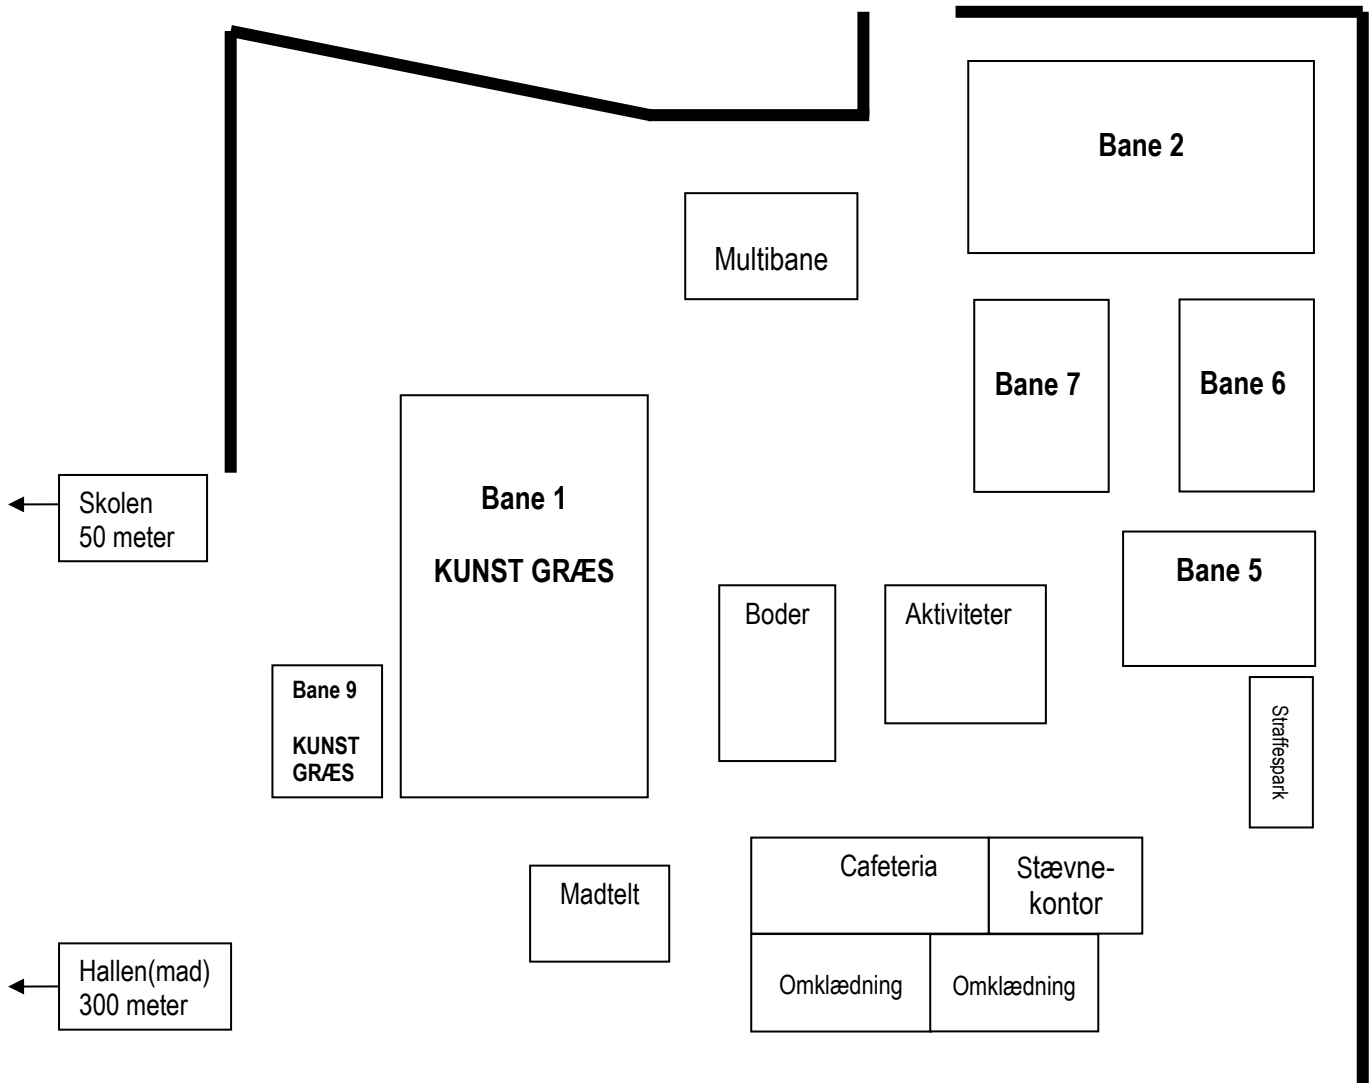 Bane 2
Multibane
Bane 7
Bane 6
Skolen
50 meter
Bane 1
KUNST GRÆS
Bane 5
Boder
Aktiviteter
Bane 9
KUNST
GRÆS
Straffespark
Cafeteria
Stævne-
kontor
Madtelt
Hallen(mad)
300 meter
Omklædning
Omklædning